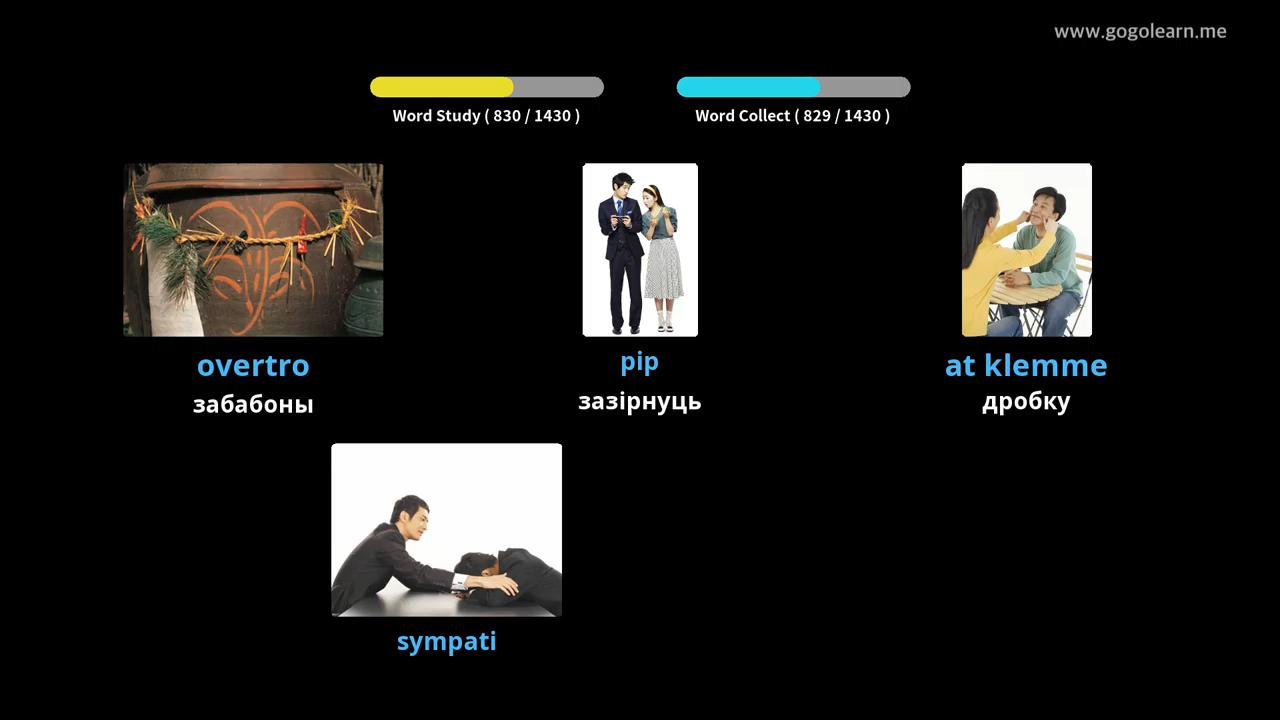 www.gogolearn.me
Word Study ( 830 / 1430 )
Word Collect ( 829 / 1430 )
overtro
забабоны
pip
зазірнуць
at klemme
дробку
sympati